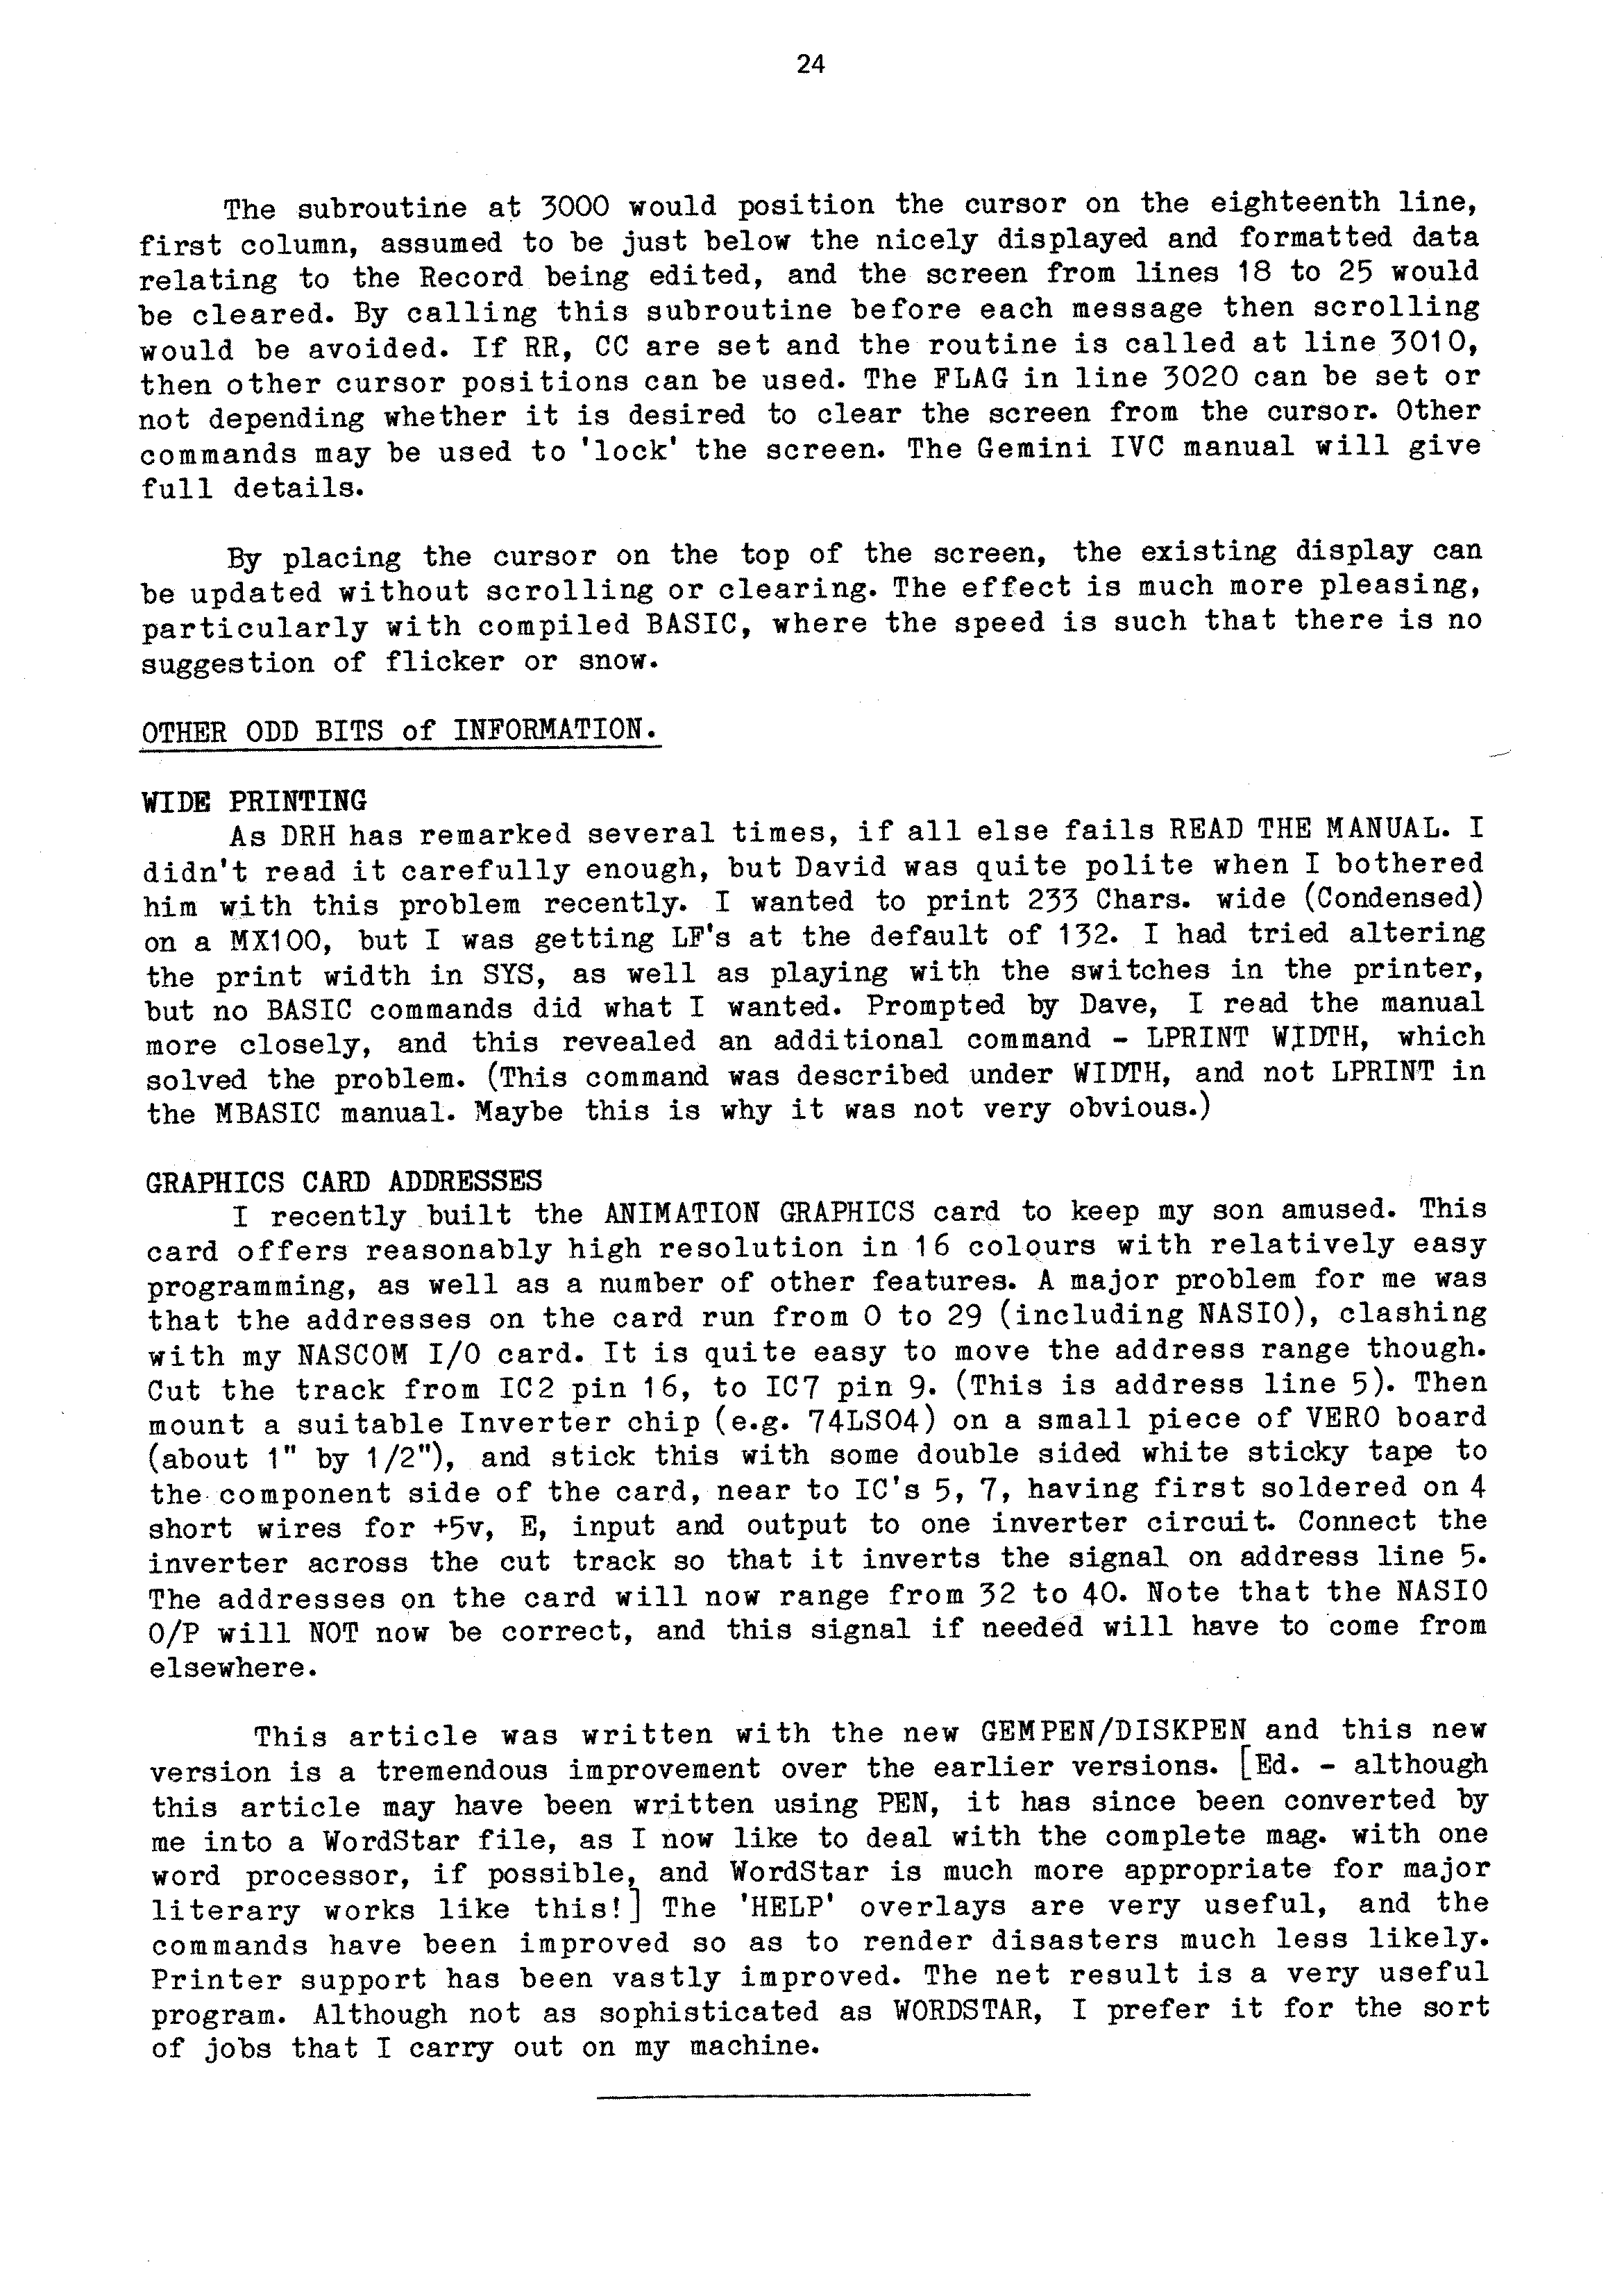 24
The subroutine at 3000 would position the cursor on the eighteenth line,
first column, assumed to be just below the nicely displayed and formatted data
relating to the Record being edited, and the screen from lines 18 to 25 would
be cleared. By calling this subroutine before each message then scrolling
would be avoided. If RR, CC are set and the routine is called at line 3010,
then other cursor positions can be used. The FLAG in line 3020 can be set or
not depending whether it is desired to clear the screen from the cursor. Other
commands may be used to 'lock' the screen. The Gemini IVC manual will give
full details.
By placing the cursor on the top of the screen, the existing display can
be updated without scrolling or clearing. The effect is much more pleasing,
particularly with compiled BASIC, where the speed is such that there is no
suggestion of flicker or snow.
OTHER ODD BITS of INFORMATION.
WIDE PRINTING
As DRH has remarked several times, if all else fails READ THE MANUAL. I
didn't read it carefully enough, but David was quite polite when I bothered
him with this problem recently. I wanted to print 233 Chars. wide (Condensed)
on a MX100, but I was getting LF's at the default of 132. I had tried altering
the print width in SYS, as well as playing with the switches in the printer,
but no BASIC commands did what I wanted. Prompted by Dave, I read the manual
more closely, and this revealed an additional command - LPRINT WIDTH, which
solved the problem. (This command was described under WIDTH, and not LPRINT in
the MBASIC manual. Maybe this is why it was not very obvious.)
GRAPHICS CARD ADDRESSES
I recently built the ANIMATION GRAPHICS card to keep my son amused. This
card offers reasonably high resolution in 16 colours with relatively easy
programming, as well as a number of other features. A major problem for me was
that the addresses on the card run from 0 to 29 (including NASIO), clashing
with my NASCOM I/O card. It is quite easy to move the address range though.
Cut the track from IC2 pin 16, to IC7 pin 9. (This is address line 5). Then
mount a suitable Inverter chip (e.g. 74LS04) on a small piece of VERO board
(about 1" by 1/2"), and stick this with some double sided white sticky tape to
the component side of the card, near to IC's 5, 7, having first soldered on 4
short wires for +5v, E, input and output to one inverter circuit. Connect the
inverter across the cut track so that it inverts the signal on address line 5.
The addresses on the card will now range from 32 to 40. Note that the NASIO
O/P will NOT now be correct, and this signal if needed will have to come from
elsewhere.
This article was written with the new GEMPEN/DISKPEN and this new
version is a tremendous improvement over the earlier versions. [Ed. - although
this article may have been written using PEN, it has since been converted by
me into a WordStar file, as I now like to deal with the complete mag. with one
word processor, if possible, and WordStar is much more appropriate for major
literary works like this!] The 'HELP' overlays are very useful, and the
commands have been improved so as to render disasters much less likely.
Printer support has been vastly improved. The net result is a very useful
program. Although not as sophisticated as WORDSTAR, I prefer it for the sort
of jobs that I carry out on my machine.